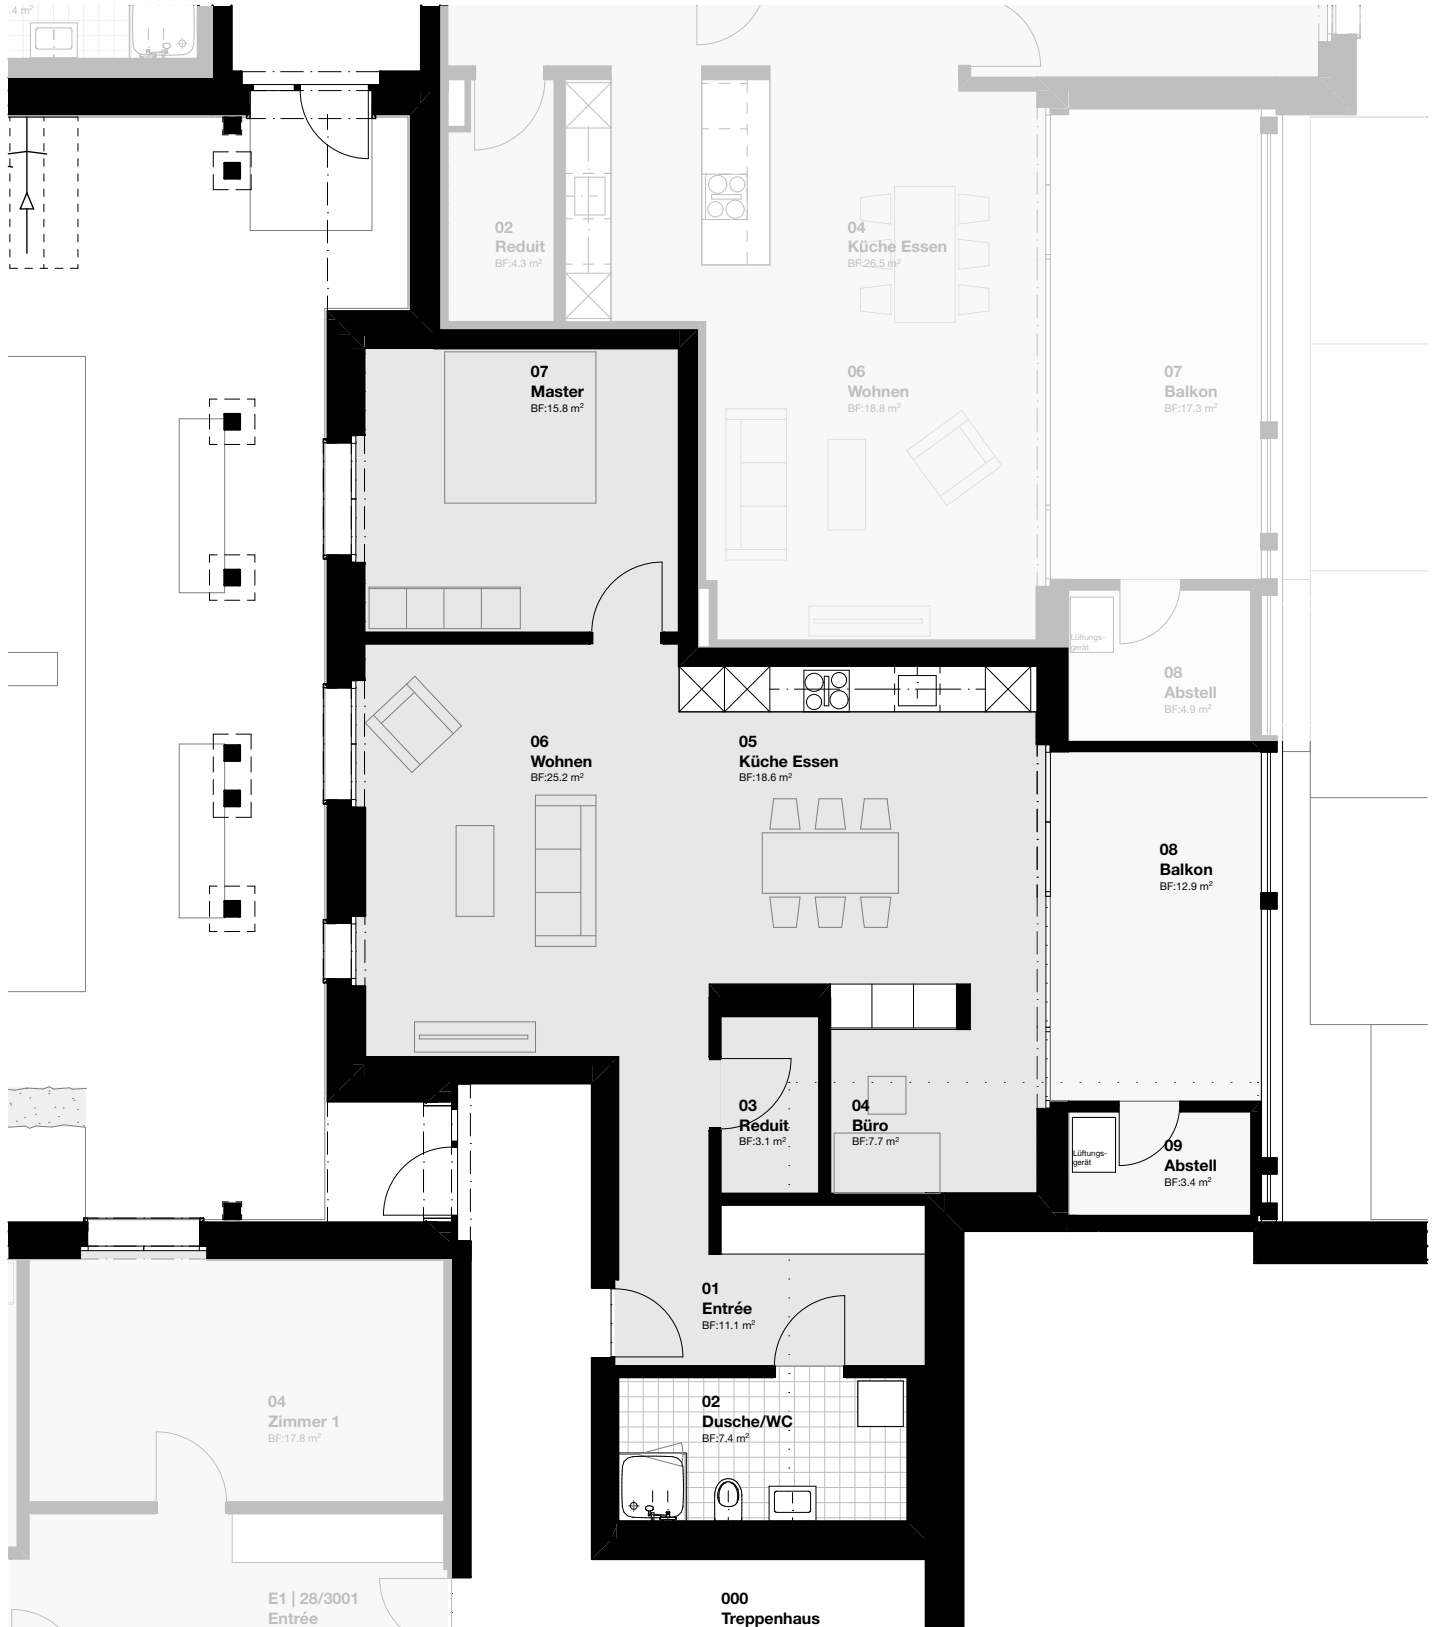 .4 m²
02
Reduit
BF:4.3 m²
04
Küche Essen
BF:26.5 m²
07
Master
BF:15.8 m²
06
Wohnen
BF:18.8 m²
07
Balkon
BF:17.3 m²
Lüftungs-
gerät
08
Abstell
BF:4.9 m²
06
Wohnen
BF:25.2 m²
05
Küche Essen
BF:18.6 m²
08
Balkon
BF:12.9 m²
03
Reduit
BF:3.1 m²
04
Büro
BF:7.7 m²
Lüftungs-
gerät
09
Abstell
BF:3.4 m²
01
Entrée
BF:11.1 m²
04
Zimmer 1
BF:17.8 m²
02
Dusche/WC
BF:7.4 m²
E1 | 28/3001
Entrée
000
Treppenhaus